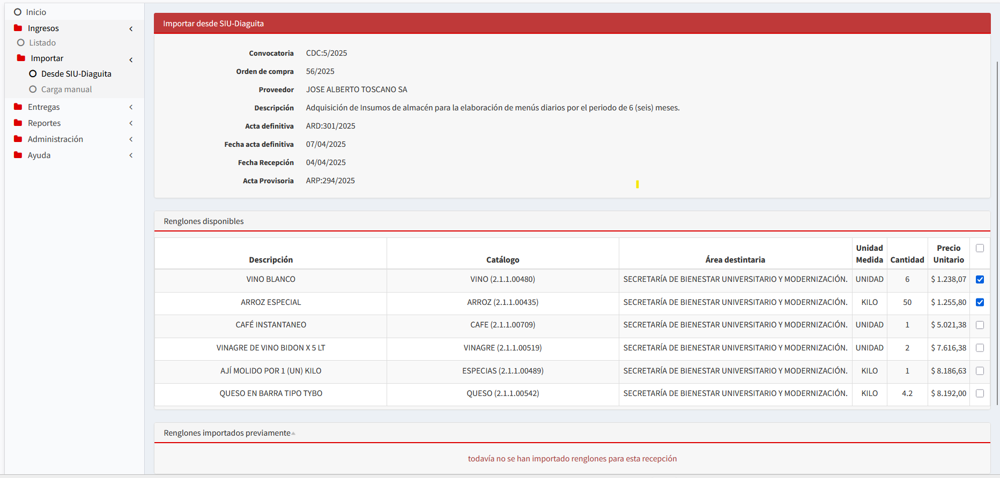 Inicio
Ingresos
Listado
Importar
Desde SIU-Diaguita
Carga manual
Entregas
Reportes
Administración
Ayuda
Importar desde SIU-Diaguita
Convocatoria CDC:5/2025
Orden de compra 56/2025
Proveedor JOSE ALBERTO TOSCANO SA
Descripción Adquisición de Insumos de almacén para la elaboración de menús diarios por el periodo de 6 (seis) meses.
Acta definitiva ARD:301/2025
Fecha acta definitiva 07/04/2025
Fecha Recepción 04/04/2025
Acta Provisoria ARP:294/2025
Renglones disponibles
Descripción Catálogo Área destintaria Unidad Medida Cantidad Precio Unitario
VINO BLANCO VINO (2.1.1.00480) SECRETARÍA DE BIENESTAR UNIVERSITARIO Y MODERNIZACIÓN. UNIDAD 6 $ 1.238,07
ARROZ ESPECIAL ARROZ (2.1.1.00435) SECRETARÍA DE BIENESTAR UNIVERSITARIO Y MODERNIZACIÓN. KILO 50 $ 1.255,80
CAFÉ INSTANTANEO CAFE (2.1.1.00709) SECRETARÍA DE BIENESTAR UNIVERSITARIO Y MODERNIZACIÓN. UNIDAD 1 $ 5.021,38
VINAGRE DE VINO BIDON X 5 LT VINAGRE (2.1.1.00519) SECRETARÍA DE BIENESTAR UNIVERSITARIO Y MODERNIZACIÓN. UNIDAD 2 $ 7.616,38
AJÍ MOLIDO POR 1 (UN) KILO ESPECIAS (2.1.1.00489) SECRETARÍA DE BIENESTAR UNIVERSITARIO Y MODERNIZACIÓN. KILO 1 $ 8.186,63
QUESO EN BARRA TIPO TYBO QUESO (2.1.1.00542) SECRETARÍA DE BIENESTAR UNIVERSITARIO Y MODERNIZACIÓN. KILO 4.2 $ 8.192,00
Renglones importados previamente
todavía no se han importado renglones para esta recepción